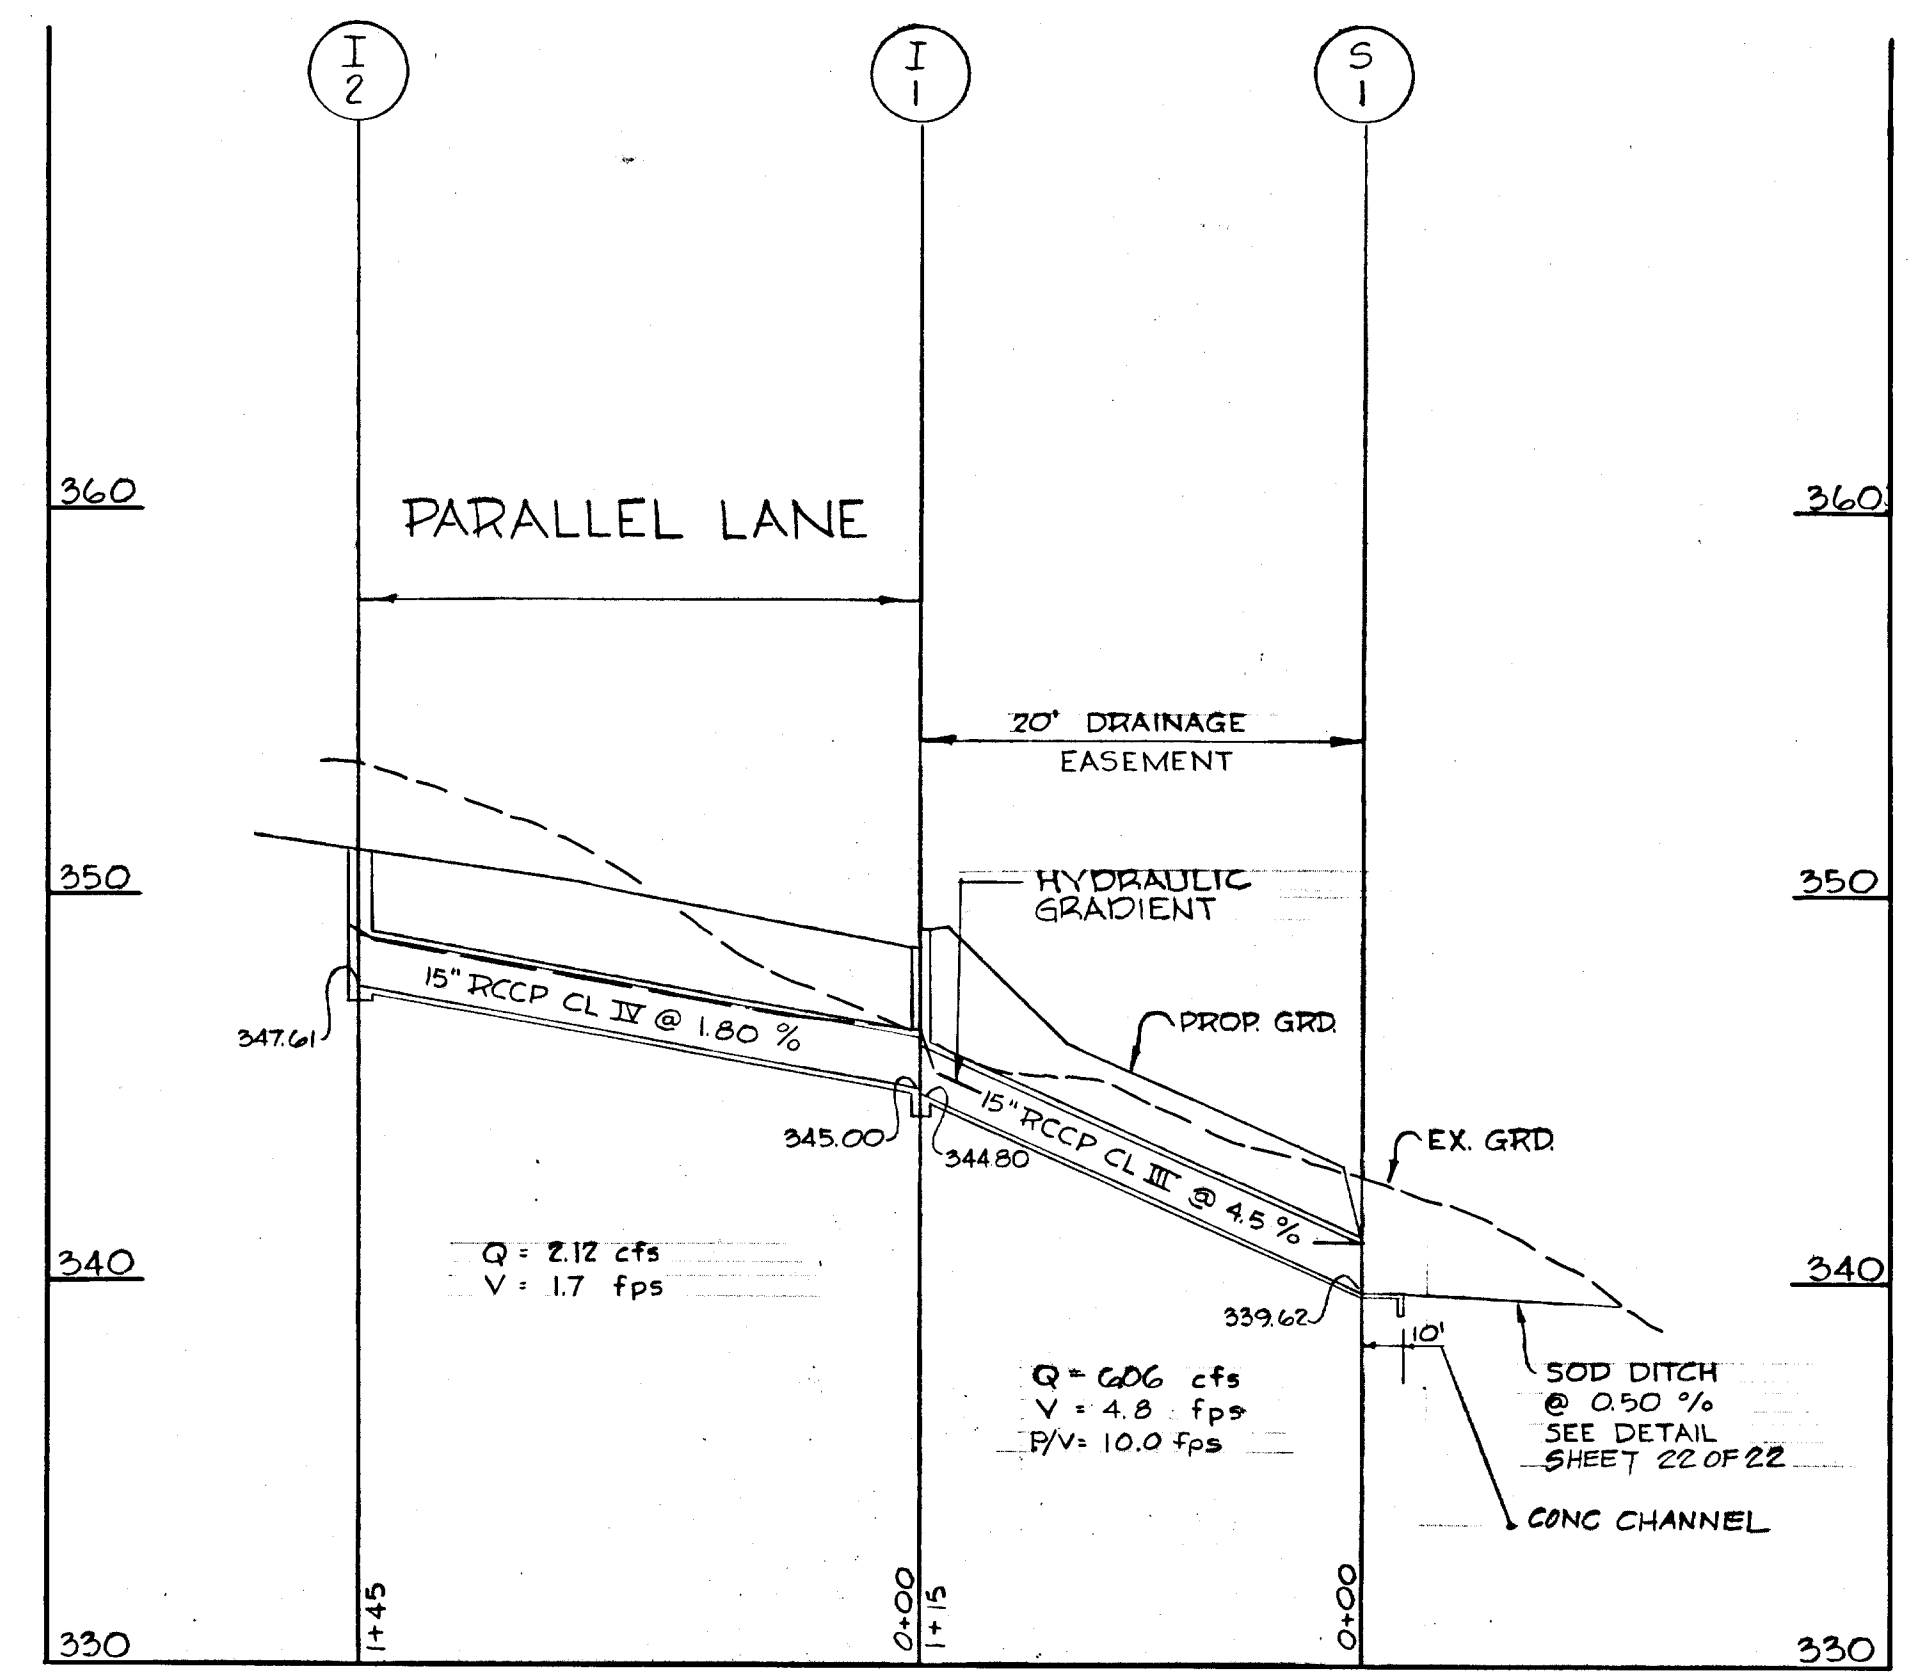 I
2
I
1
S
1
360
360
PARALLEL LANE
20' DRAINAGE
EASEMENT
350
350
HYDRAULIC
GRADIENT
15" RCCP CL IV @ 1.80 %
347.61
PROP. GRD.
15" RCCP CL III @ 4.5 %
345.00
344.80
EX. GRD.
340
340
Q = 2.12 cfs
V = 1.7 fps
339.62
10'
Q = 6.06 cfs
V = 4.8 fps
P/V = 10.0 fps
SOD DITCH
@ 0.50 %
SEE DETAIL
SHEET 22 OF 22
CONC CHANNEL
1+45
0+00
1+15
0+00
330
330